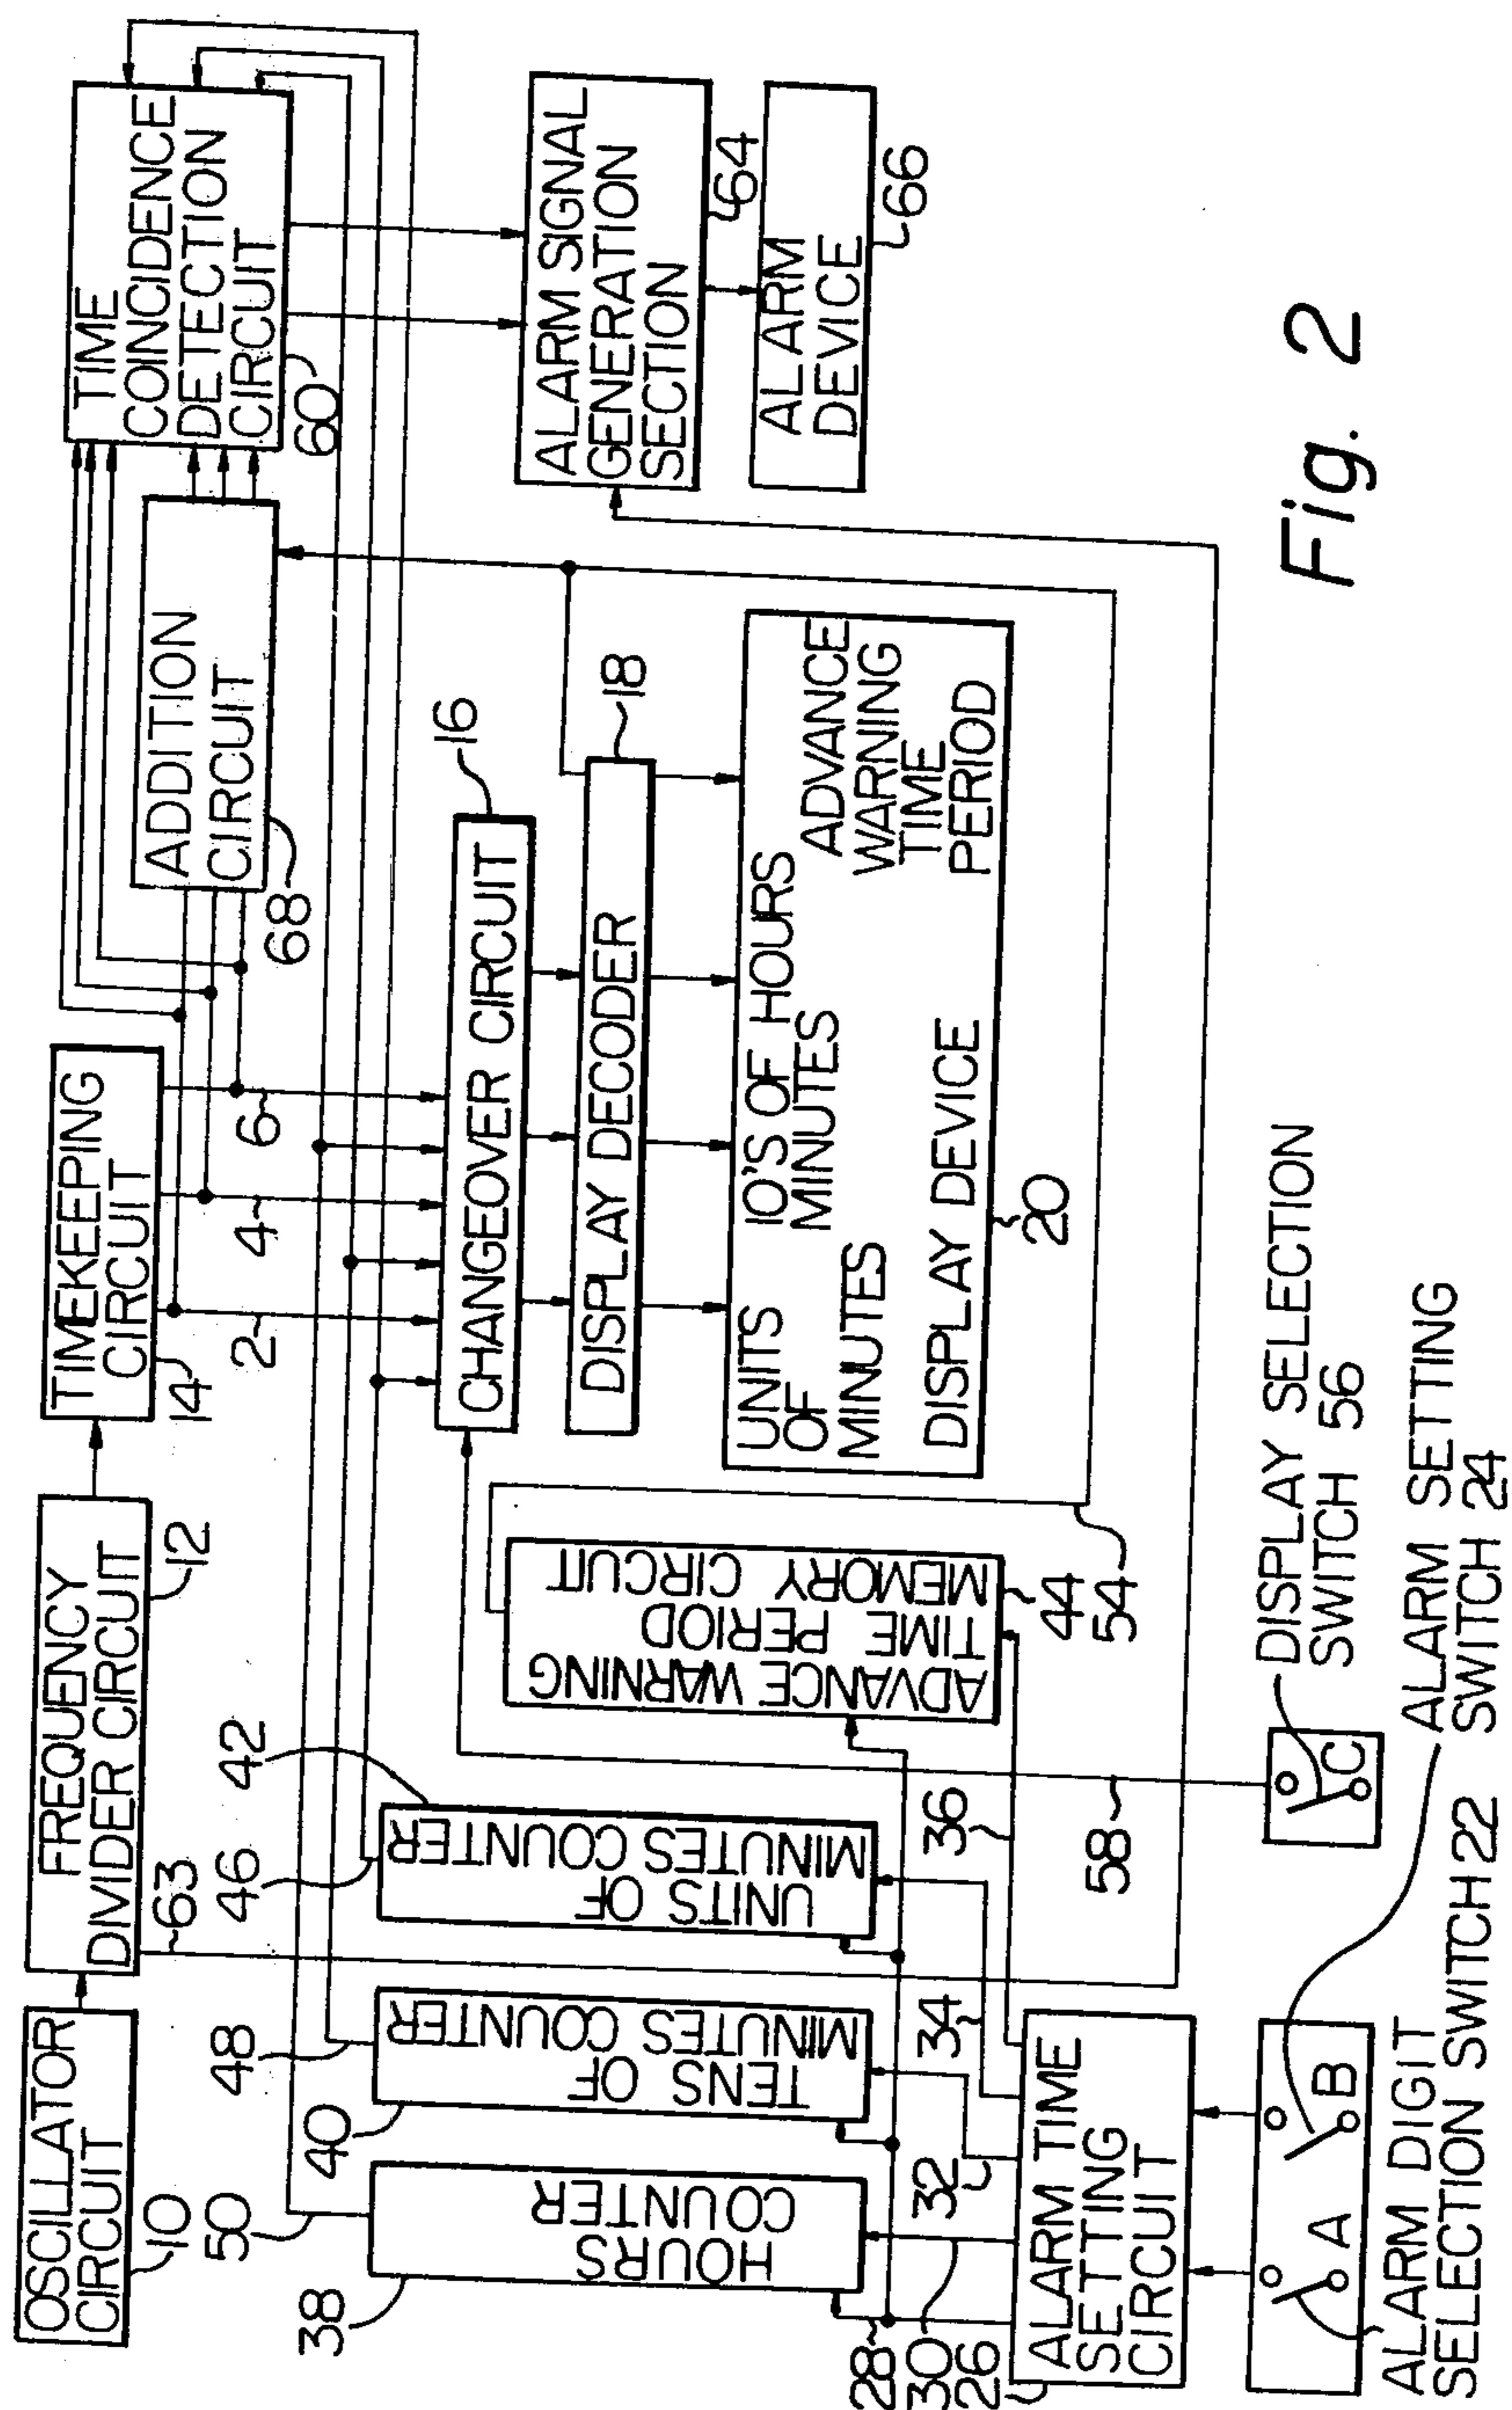 OSCILLATOR
CIRCUIT
10
FREQUENCY
DIVIDER CIRCUIT
12
63
TIMEKEEPING
CIRCUIT
14
2
4
6
ADDITION
CIRCUIT
68
TIME
COINCIDENCE
DETECTION
CIRCUIT
60
50
48
46
42
40
38
HOURS
COUNTER
TENS OF
MINUTES COUNTER
UNITS OF
MINUTES COUNTER
ADVANCE WARNING
TIME PERIOD
MEMORY CIRCUIT
44
54
CHANGEOVER CIRCUIT
16
DISPLAY DECODER
18
UNITS
OF
MINUTES
10'S OF
MINUTES
HOURS
ADVANCE
WARNING
TIME
PERIOD
DISPLAY DEVICE
20
ALARM SIGNAL
GENERATION
SECTION
64
ALARM
DEVICE
66
28
30
26
32
34
36
58
ALARM TIME
SETTING
CIRCUIT
A
B
C
ALARM DIGIT
SELECTION SWITCH 22
ALARM SETTING
SWITCH 24
DISPLAY SELECTION
SWITCH 56
Fig. 2